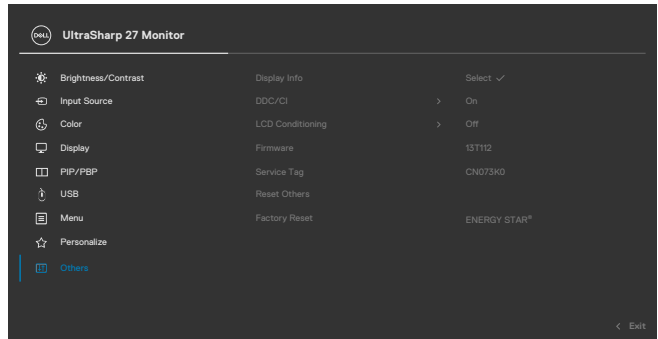 DELL UltraSharp 27 Monitor
Brightness/Contrast Display Info Select ✓
Input Source DDC/CI > On
Color LCD Conditioning > Off
Display Firmware 13T112
PIP/PBP Service Tag CN073K0
USB Reset Others
Menu Factory Reset ENERGY STAR®
Personalize
Others
< Exit